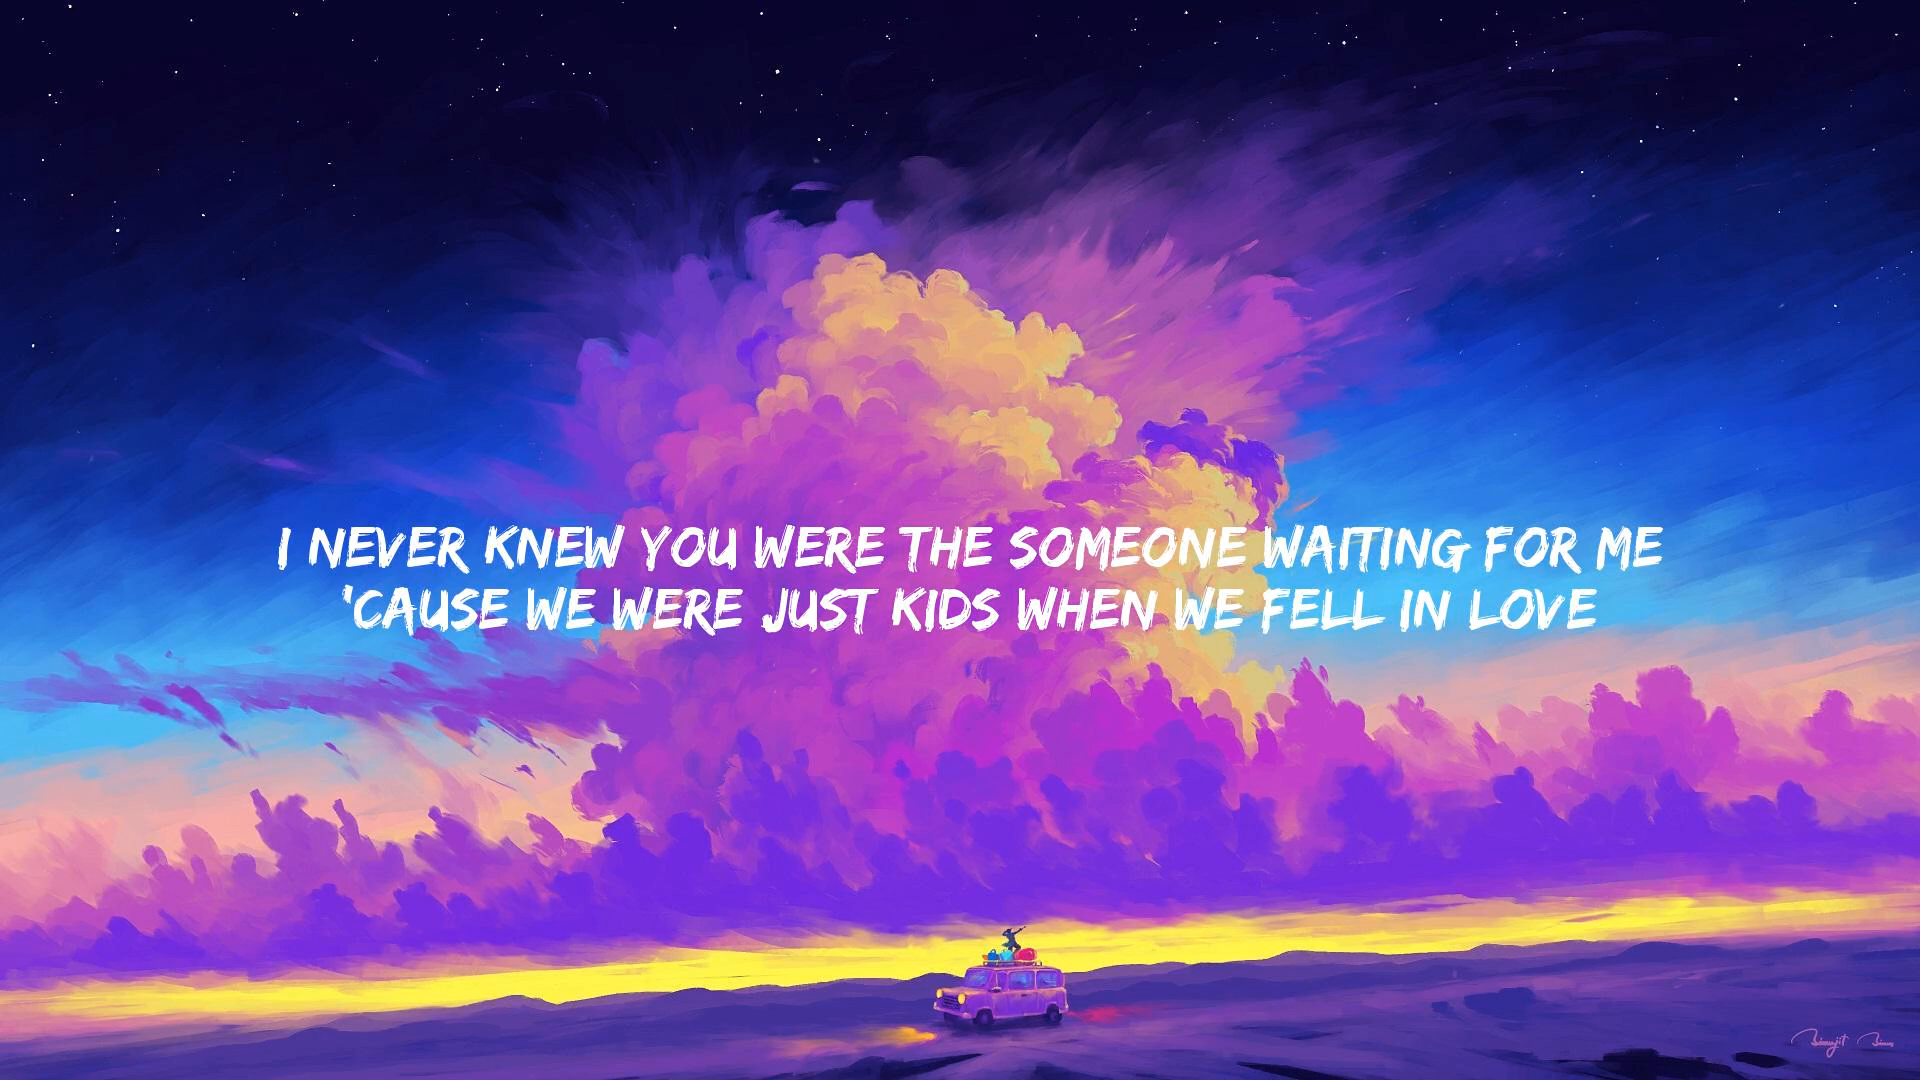 I NEVER KNEW YOU WERE THE SOMEONE WAITING FOR ME
'CAUSE WE WERE JUST KIDS WHEN WE FELL IN LOVE